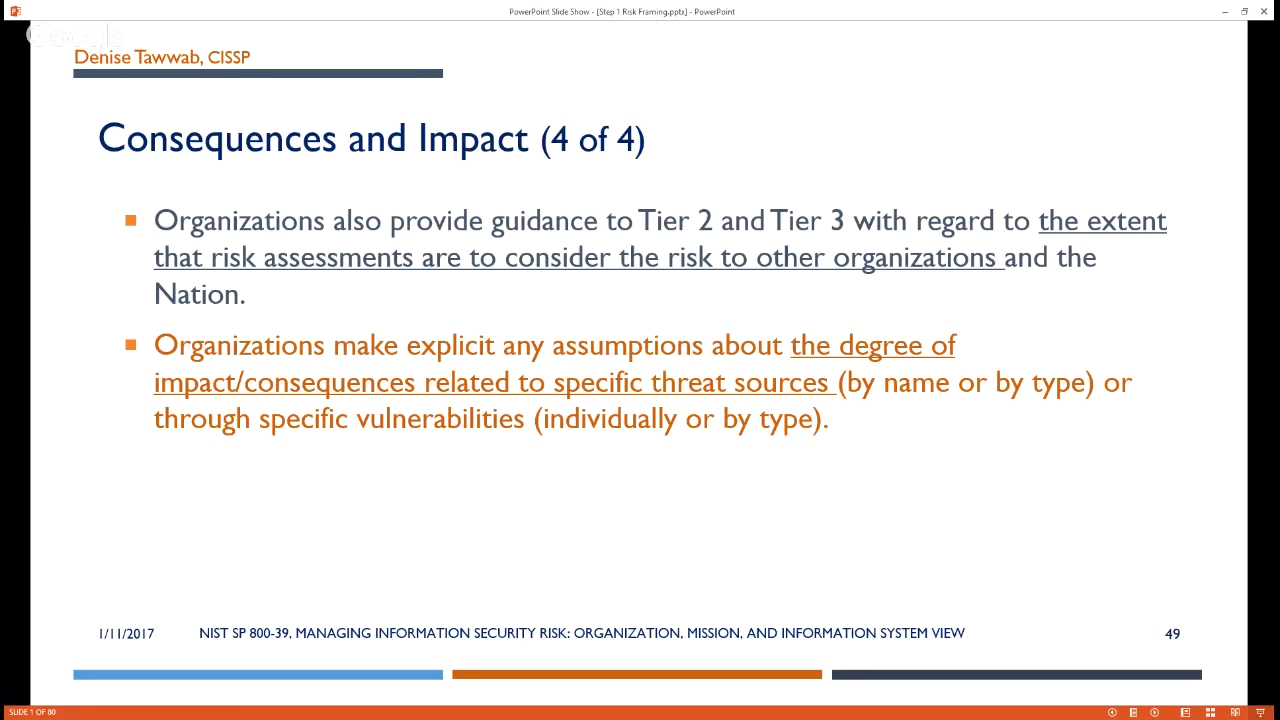 PowerPoint Slide Show - [Step 1 Risk Framing.pptx] - PowerPoint
Denise Tawwab, CISSP
Consequences and Impact (4 of 4)
Organizations also provide guidance to Tier 2 and Tier 3 with regard to the extent
that risk assessments are to consider the risk to other organizations and the
Nation.
Organizations make explicit any assumptions about the degree of
impact/consequences related to specific threat sources (by name or by type) or
through specific vulnerabilities (individually or by type).
1/11/2017
NIST SP 800-39, MANAGING INFORMATION SECURITY RISK: ORGANIZATION, MISSION, AND INFORMATION SYSTEM VIEW
49
SLIDE 1 OF 80